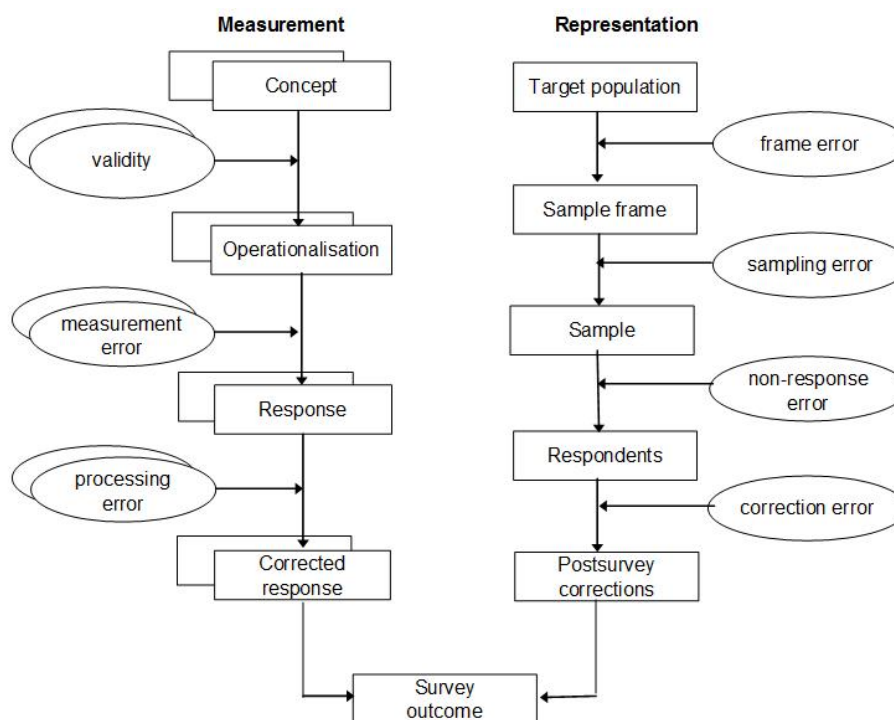 Measurement
Representation
Concept
Target population
validity
frame error
Operationalisation
Sample frame
sampling error
measurement
error
Sample
Response
non-response
error
Respondents
processing
error
correction error
Corrected
response
Postsurvey
corrections
Survey
outcome